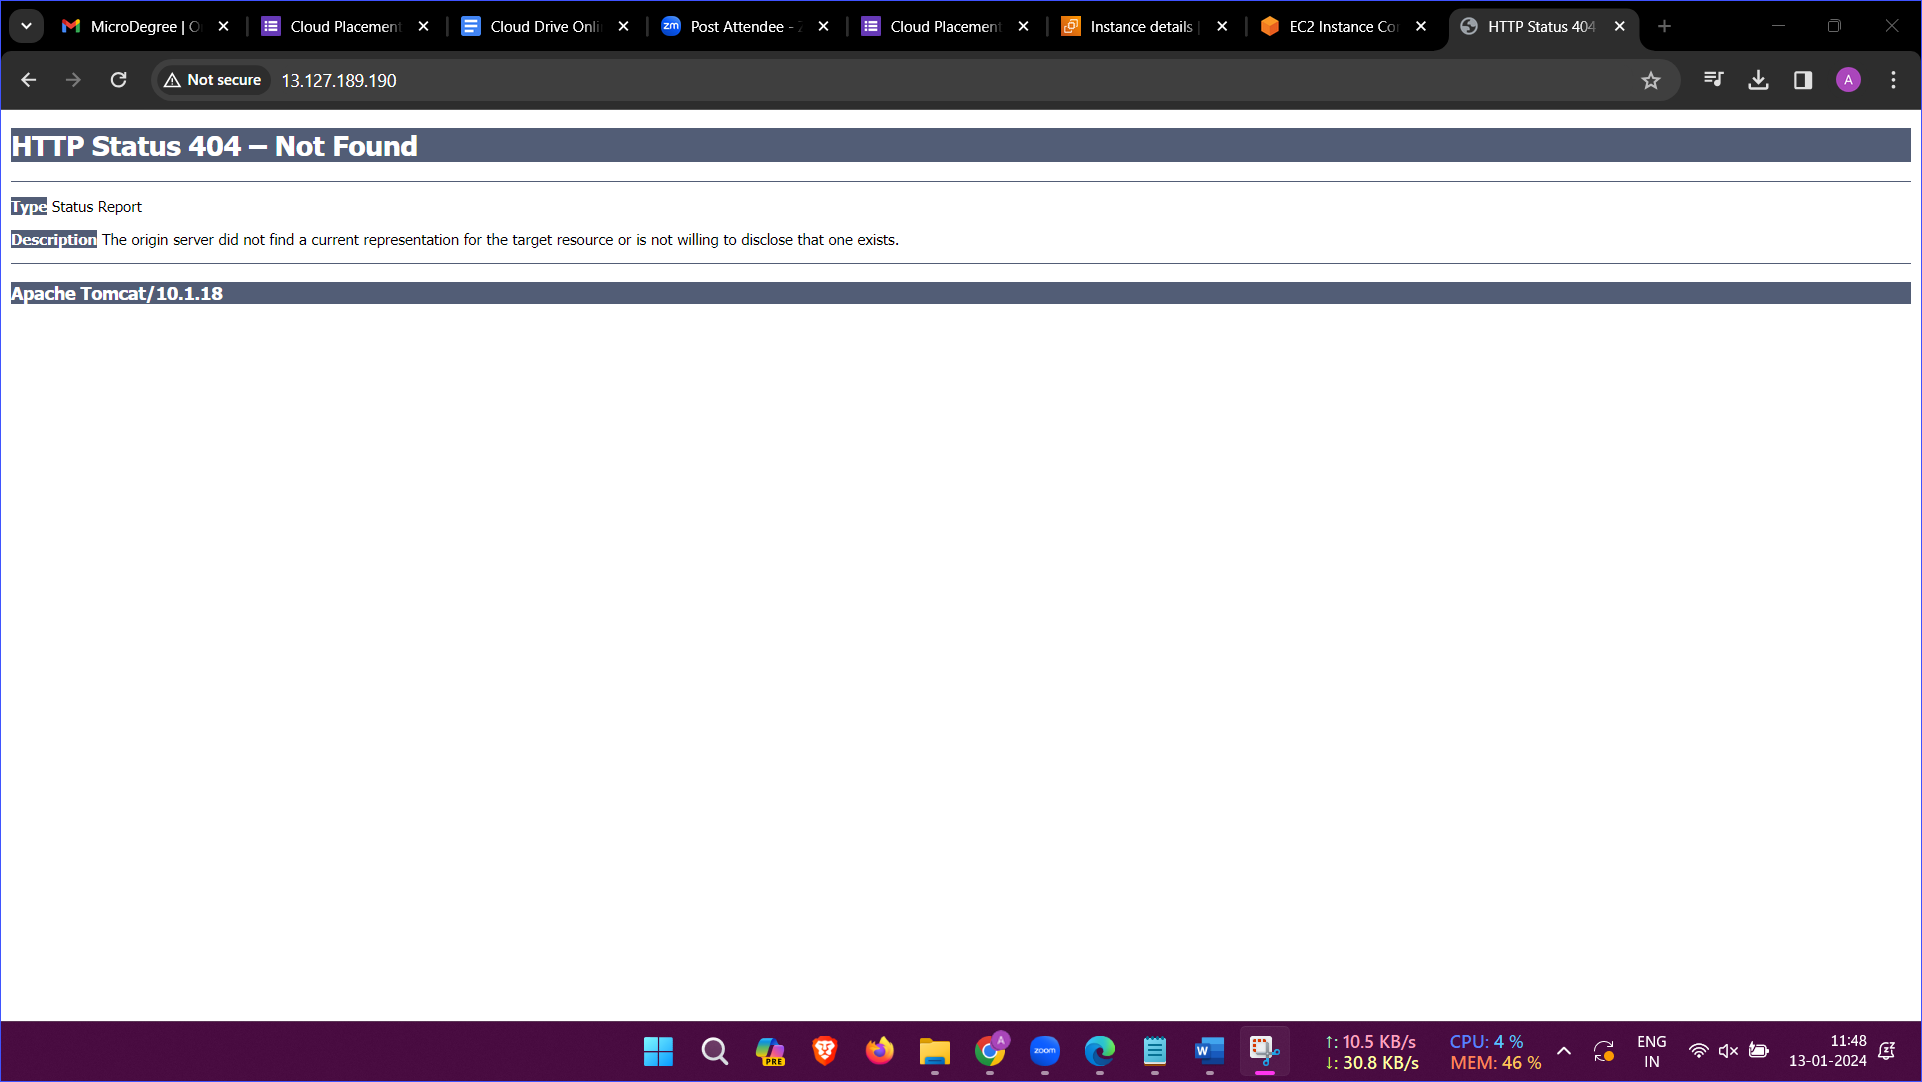 MicroDegree | O
Cloud Placement
Cloud Drive Onli
zm
Post Attendee - Z
Cloud Placement
Instance details |
EC2 Instance Co
HTTP Status 404
Not secure
13.127.189.190
A
HTTP Status 404 – Not Found
Type Status Report
Description The origin server did not find a current representation for the target resource or is not willing to disclose that one exists.
Apache Tomcat/10.1.18
PRE
A
zoom
W
↑: 10.5 KB/s
↓: 30.8 KB/s
CPU: 4 %
MEM: 46 %
ENG
IN
11:48
13-01-2024